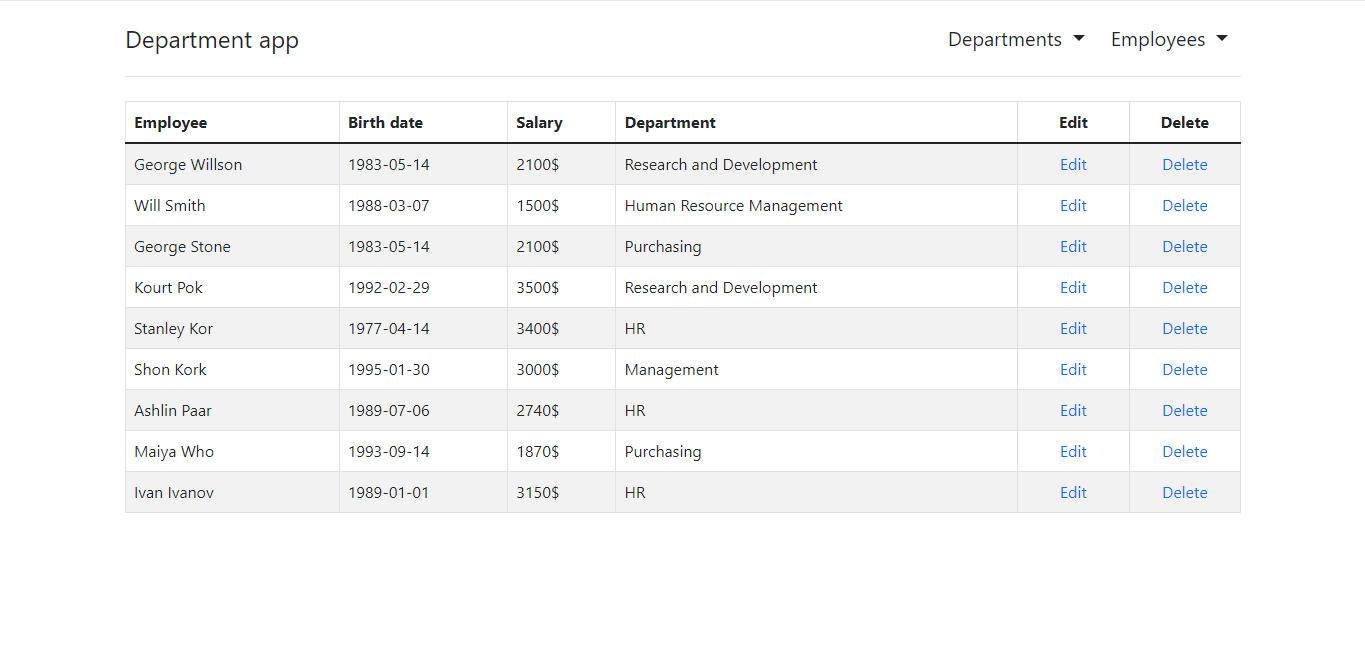 Department app Departments Employees
Employee Birth date Salary Department Edit Delete
George Willson 1983-05-14 2100$ Research and Development Edit Delete
Will Smith 1988-03-07 1500$ Human Resource Management Edit Delete
George Stone 1983-05-14 2100$ Purchasing Edit Delete
Kourt Pok 1992-02-29 3500$ Research and Development Edit Delete
Stanley Kor 1977-04-14 3400$ HR Edit Delete
Shon Kork 1995-01-30 3000$ Management Edit Delete
Ashlin Paar 1989-07-06 2740$ HR Edit Delete
Maiya Who 1993-09-14 1870$ Purchasing Edit Delete
Ivan Ivanov 1989-01-01 3150$ HR Edit Delete